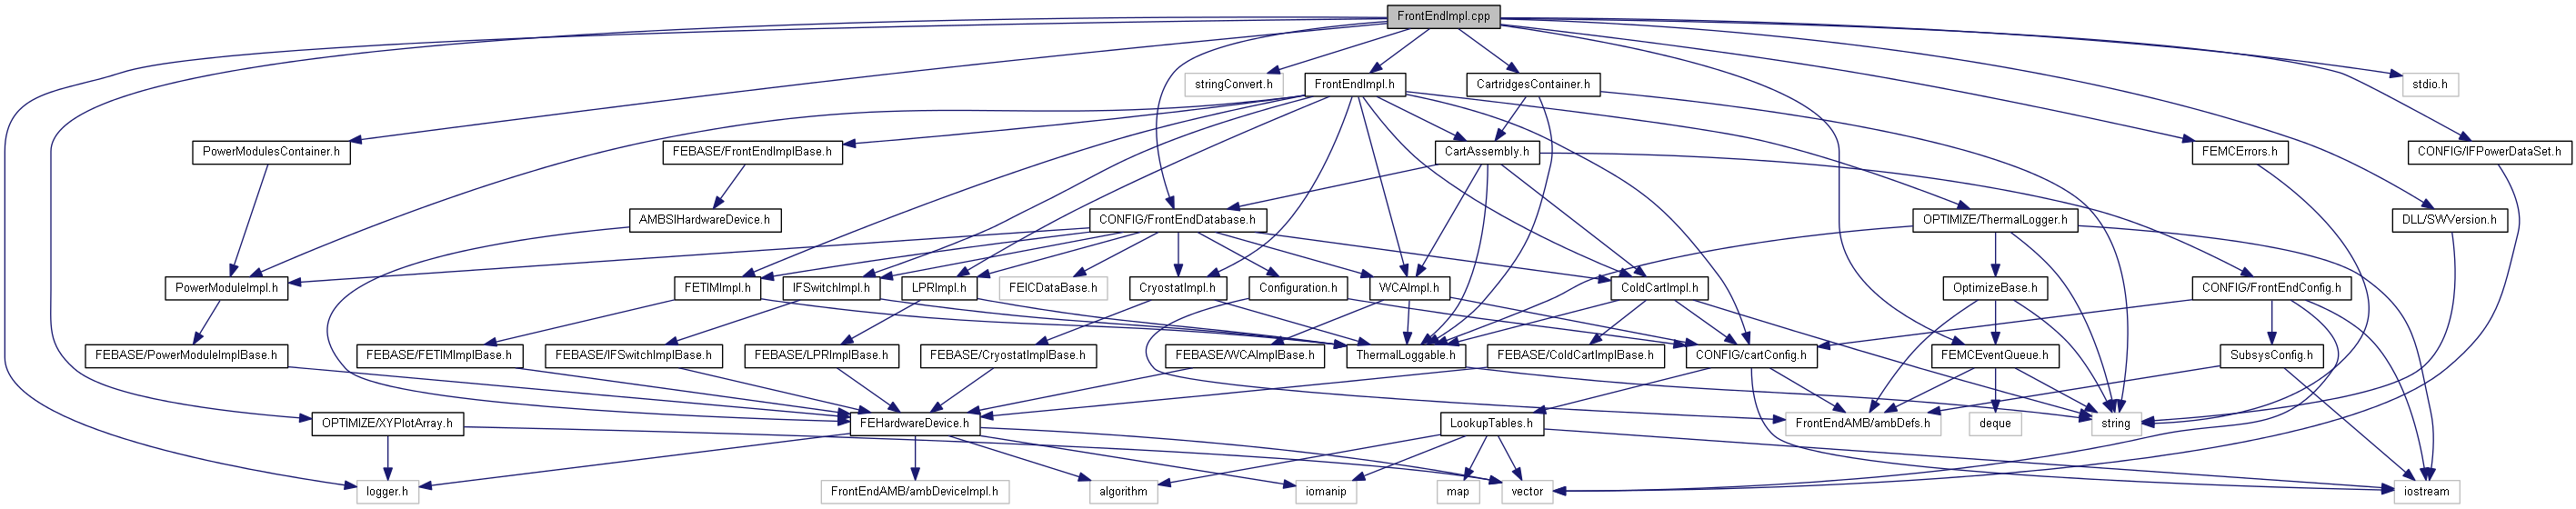 FrontEndImpl.cpp
stringConvert.h
FrontEndImpl.h
CartridgesContainer.h
stdio.h
PowerModulesContainer.h
FEBASE/FrontEndImplBase.h
CartAssembly.h
FEMCErrors.h
CONFIG/IFPowerDataSet.h
AMBSIHardwareDevice.h
CONFIG/FrontEndDatabase.h
OPTIMIZE/ThermalLogger.h
DLL/SWVersion.h
PowerModuleImpl.h
FETIMImpl.h
IFSwitchImpl.h
LPRImpl.h
FEICDataBase.h
CryostatImpl.h
Configuration.h
WCAImpl.h
ColdCartImpl.h
OptimizeBase.h
CONFIG/FrontEndConfig.h
FEBASE/PowerModuleImplBase.h
FEBASE/FETIMImplBase.h
FEBASE/IFSwitchImplBase.h
FEBASE/LPRImplBase.h
FEBASE/CryostatImplBase.h
FEBASE/WCAImplBase.h
ThermalLoggable.h
FEBASE/ColdCartImplBase.h
CONFIG/cartConfig.h
FEMCEventQueue.h
SubsysConfig.h
OPTIMIZE/XYPlotArray.h
FEHardwareDevice.h
LookupTables.h
FrontEndAMB/ambDefs.h
deque
string
logger.h
FrontEndAMB/ambDeviceImpl.h
algorithm
iomanip
map
vector
iostream